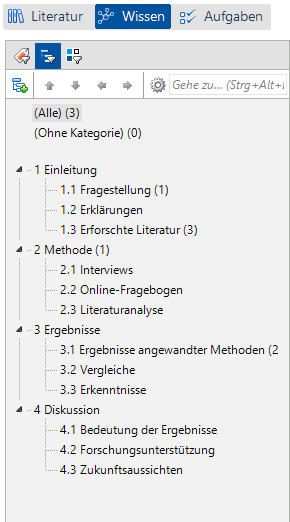 Literatur Wissen Aufgaben
Gehe zu... (Strg+Alt+
(Alle) (3)
(Ohne Kategorie) (0)
1 Einleitung
1.1 Fragestellung (1)
1.2 Erklärungen
1.3 Erforschte Literatur (3)
2 Methode (1)
2.1 Interviews
2.2 Online-Fragebogen
2.3 Literaturanalyse
3 Ergebnisse
3.1 Ergebnisse angewandter Methoden (2
3.2 Vergleiche
3.3 Erkenntnisse
4 Diskussion
4.1 Bedeutung der Ergebnisse
4.2 Forschungsunterstützung
4.3 Zukunftsaussichten